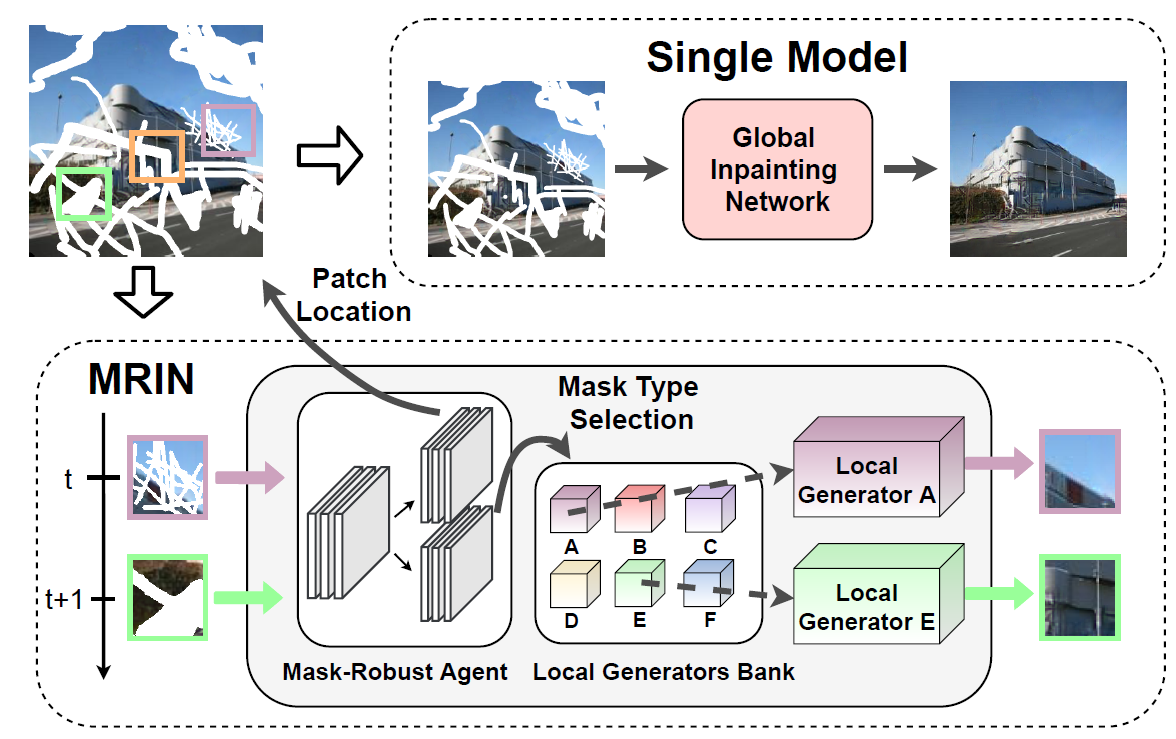 Single Model
Global
Inpainting
Network
Patch
Location
MRIN
t
t+1
Mask Type
Selection
A
B
C
D
E
F
Local
Generator A
Local
Generator E
Mask-Robust Agent
Local Generators Bank